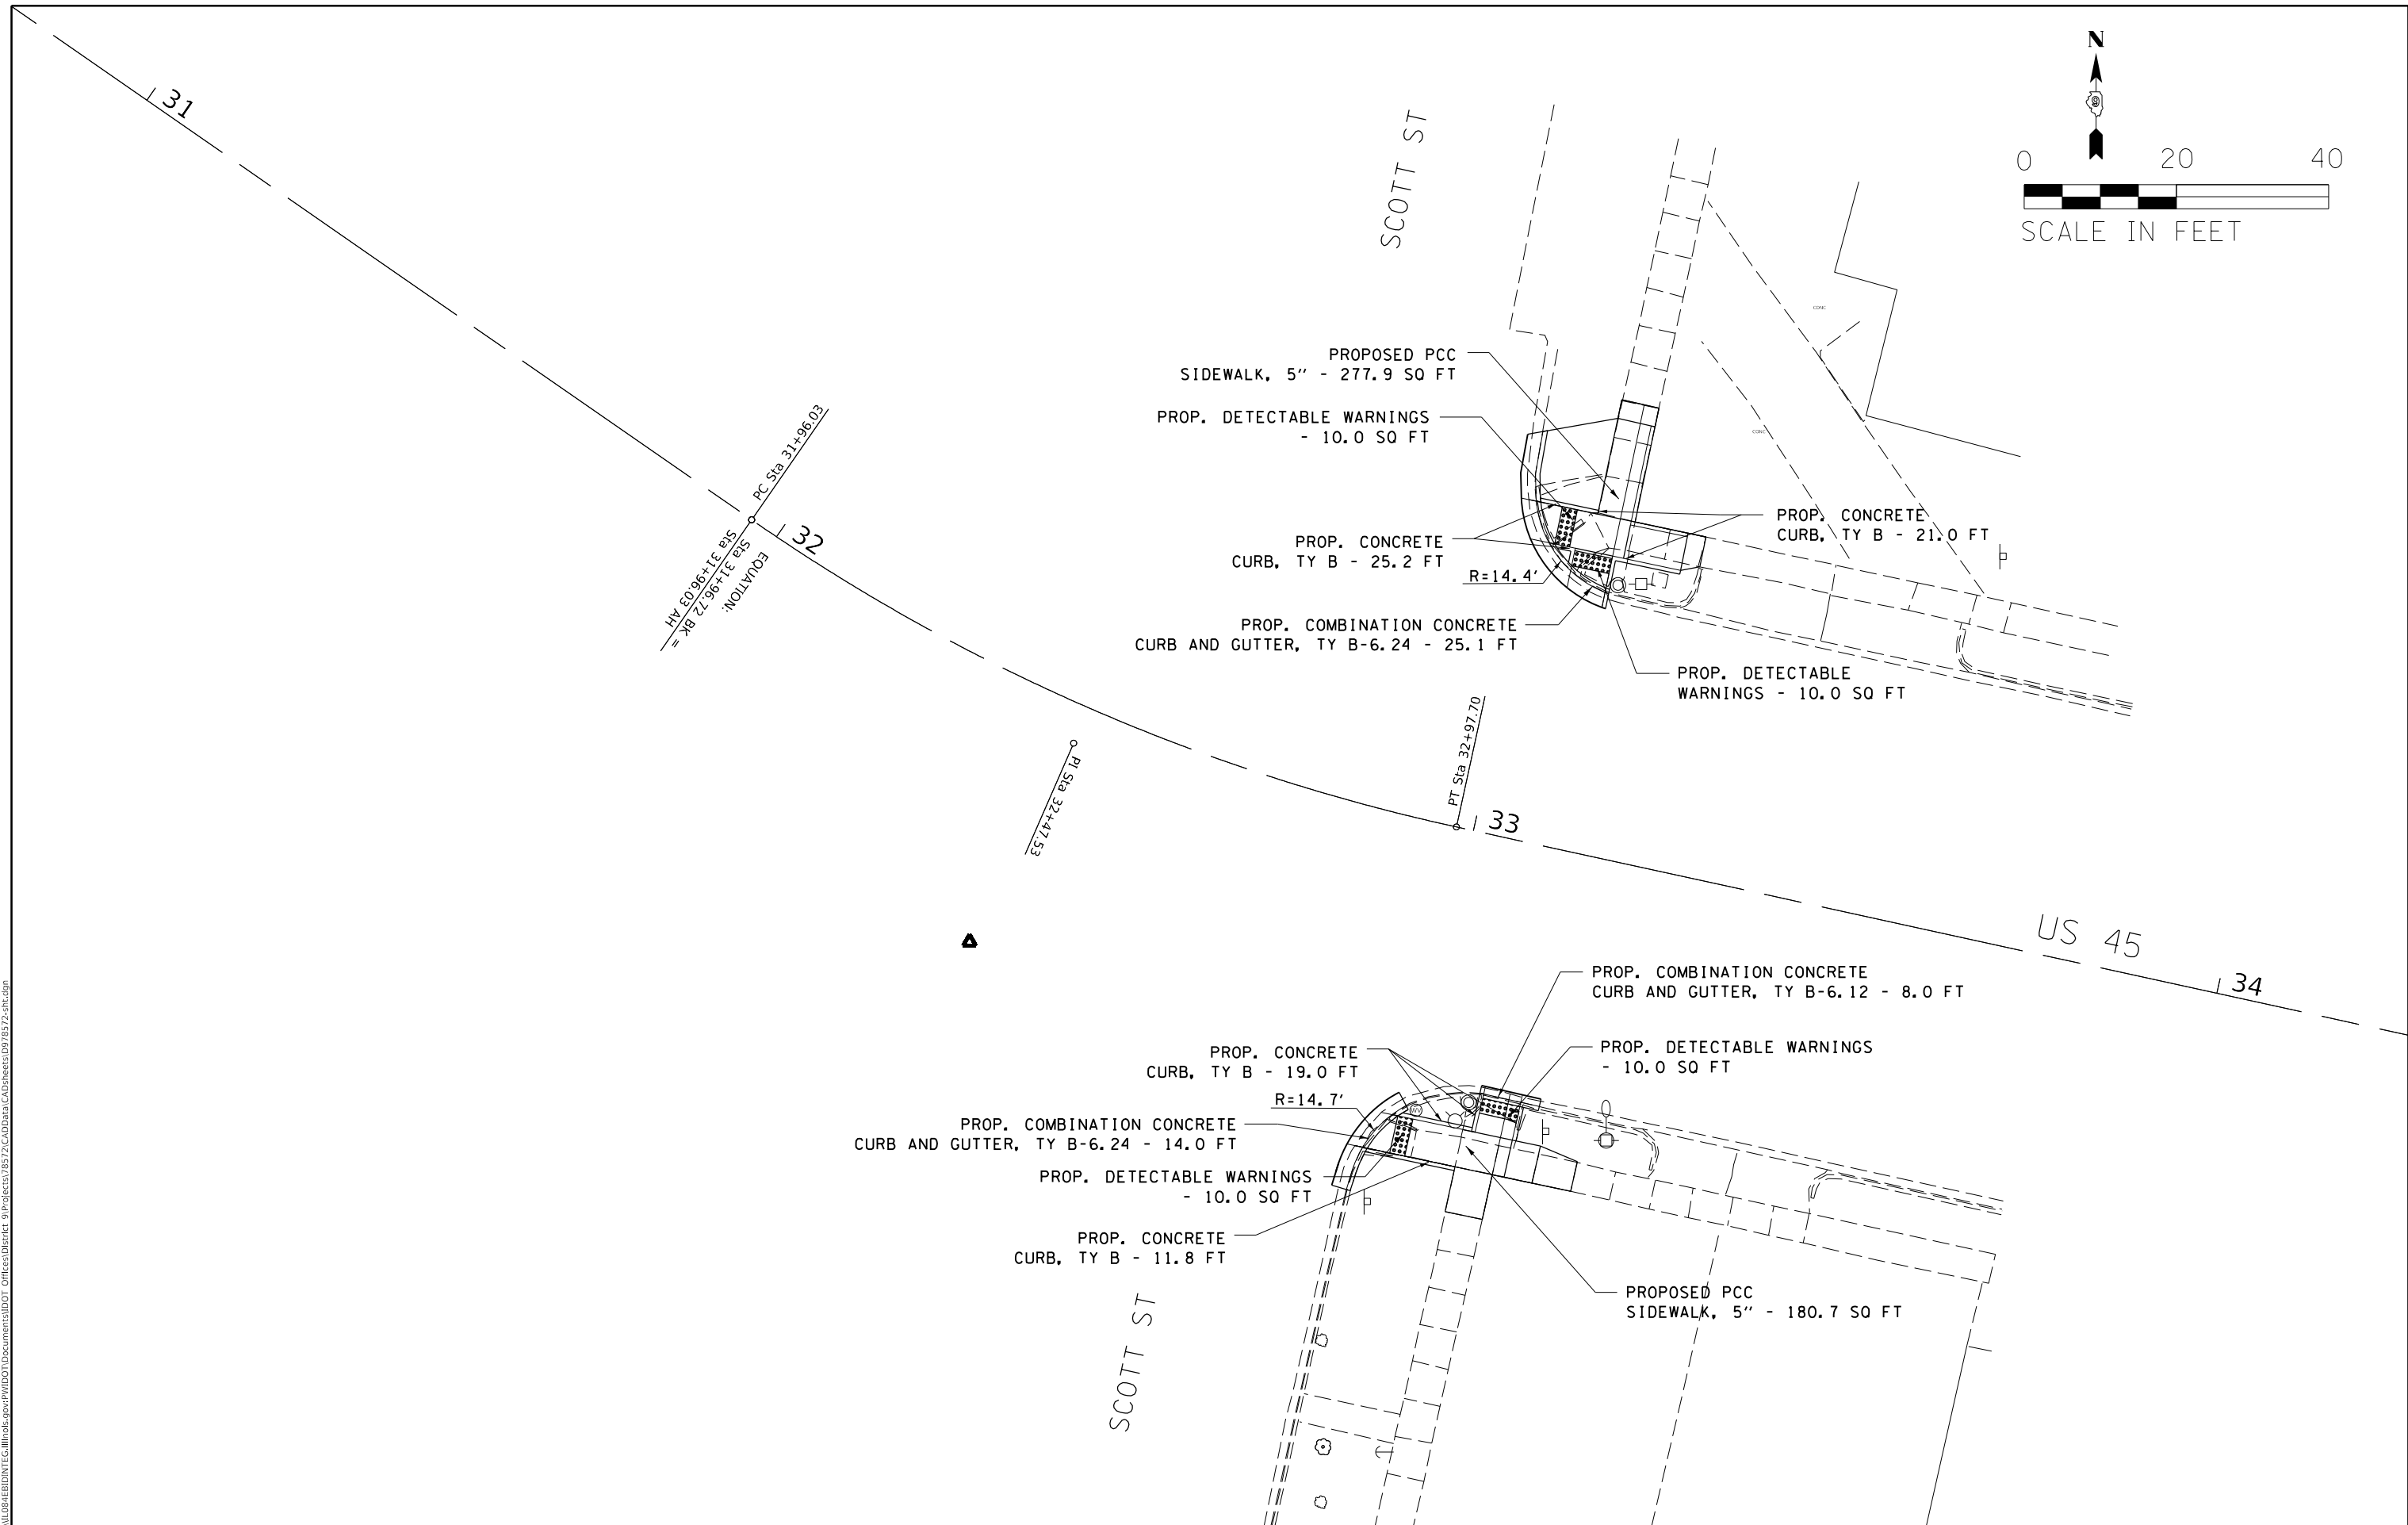 31
N
9
0 20 40
SCALE IN FEET
SCOTT ST
CONC
CONC
PROPOSED PCC
SIDEWALK, 5" - 277.9 SQ FT
PROP. DETECTABLE WARNINGS
- 10.0 SQ FT
PC Sta 31+96.03
32
EQUATION:
Sta 31+96.72 BK =
Sta 31+96.03 AH
PROP. CONCRETE
CURB, TY B - 21.0 FT
PROP. CONCRETE
CURB, TY B - 25.2 FT
R=14.4'
PROP. COMBINATION CONCRETE
CURB AND GUTTER, TY B-6.24 - 25.1 FT
PROP. DETECTABLE
WARNINGS - 10.0 SQ FT
PI Sta 32+47.53
PT Sta 32+97.70
33
US 45
34
PROP. COMBINATION CONCRETE
CURB AND GUTTER, TY B-6.12 - 8.0 FT
PROP. CONCRETE
CURB, TY B - 19.0 FT
PROP. DETECTABLE WARNINGS
- 10.0 SQ FT
R=14.7'
PROP. COMBINATION CONCRETE
CURB AND GUTTER, TY B-6.24 - 14.0 FT
PROP. DETECTABLE WARNINGS
- 10.0 SQ FT
PROP. CONCRETE
CURB, TY B - 11.8 FT
PROPOSED PCC
SIDEWALK, 5" - 180.7 SQ FT
SCOTT ST